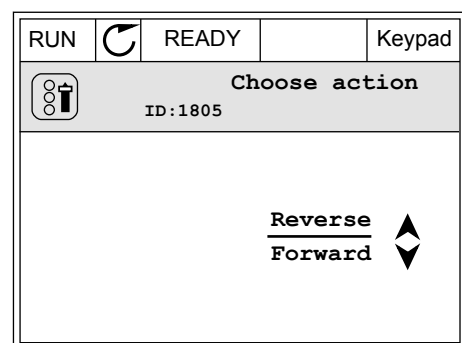 RUN READY Keypad
Choose action
ID:1805
Reverse
Forward